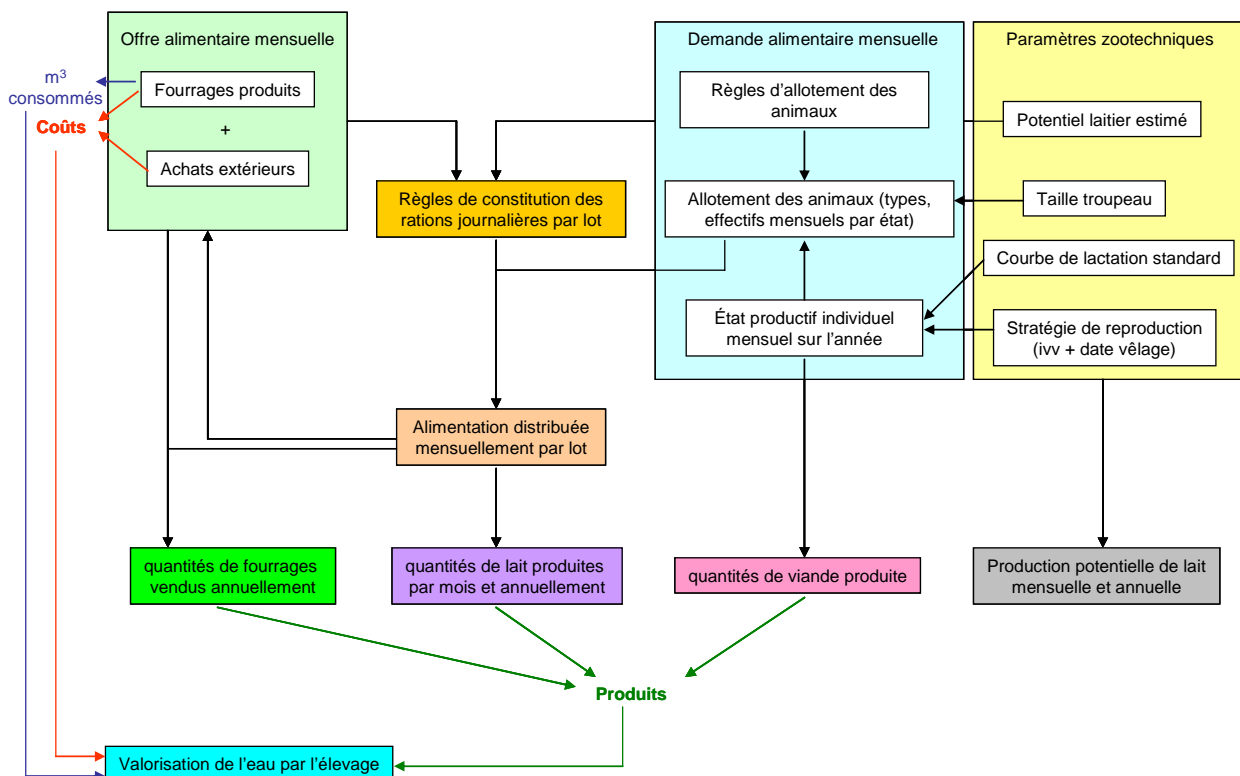 Offre alimentaire mensuelle
Demande alimentaire mensuelle
Paramètres zootechniques
m³
consommés
Coûts
Fourrages produits
+
Achats extérieurs
Règles d'allotement des
animaux
Potentiel laitier estimé
Règles de constitution des
rations journalières par lot
Allotement des animaux (types,
effectifs mensuels par état)
Taille troupeau
Courbe de lactation standard
État productif individuel
mensuel sur l'année
Stratégie de reproduction
(ivv + date vêlage)
Alimentation distribuée
mensuellement par lot
quantités de fourrages
vendus annuellement
quantités de lait produites
par mois et annuellement
quantités de viande produite
Production potentielle de lait
mensuelle et annuelle
Produits
Valorisation de l'eau par l'élevage